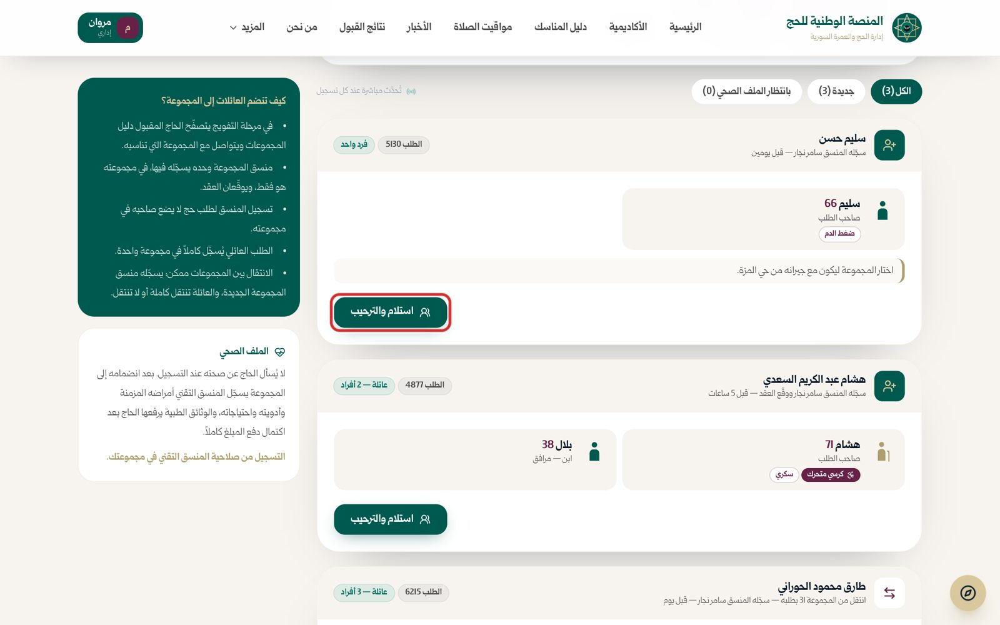 المنصة الوطنية للحج
إدارة الحج والعمرة السورية
الرئيسية
الأكاديمية
دليل المناسك
مواقيت الصلاة
الأخبار
نتائج القبول
من نحن
المزيد
م
مروان
إداري
الكل (3)
جديدة (3)
بانتظار الملف الصحي (0)
تُحدَّث مباشرة عند كل تسجيل
سليم حسن
سجّله المنسق سامر نجار — قبل يومين
الطلب 5130
فرد واحد
سليم 66
صاحب الطلب
ضغط الدم
اختار المجموعة ليكون مع جيرانه من حي المزة.
استلام والترحيب
هشام عبد الكريم السعدي
سجّله المنسق سامر نجار ووقّع العقد — قبل 5 ساعات
الطلب 4877
عائلة — 2 أفراد
هشام 71
صاحب الطلب
كرسي متحرك
سكري
بلال 38
ابن — مرافق
استلام والترحيب
طارق محمود الحوراني
انتقل من المجموعة 31 بطلبه — سجّله المنسق سامر نجار — قبل يوم
الطلب 6215
عائلة — 3 أفراد
كيف تنضم العائلات إلى المجموعة؟
• في مرحلة التفويج يتصفّح الحاج المقبول دليل
المجموعات ويتواصل مع المجموعة التي تناسبه.
• منسق المجموعة وحده يسجّله فيها، في مجموعته
هو فقط، ويوقّعان العقد.
• تسجيل المنسق لطلب حج لا يضع صاحبه في
مجموعته.
• الطلب العائلي يُسجَّل كاملاً في مجموعة واحدة.
• الانتقال بين المجموعات ممكن: يسجّله منسق
المجموعة الجديدة، والعائلة تنتقل كاملة أو لا تنتقل.
الملف الصحي
لا يُسأل الحاج عن صحته عند التسجيل. بعد انضمامه إلى
المجموعة يسجّل المنسق التقني أمراضه المزمنة
وأدويته واحتياجاته، والوثائق الطبية يرفعها الحاج بعد
اكتمال دفع المبلغ كاملاً.
التسجيل من صلاحية المنسق التقني في مجموعتك.